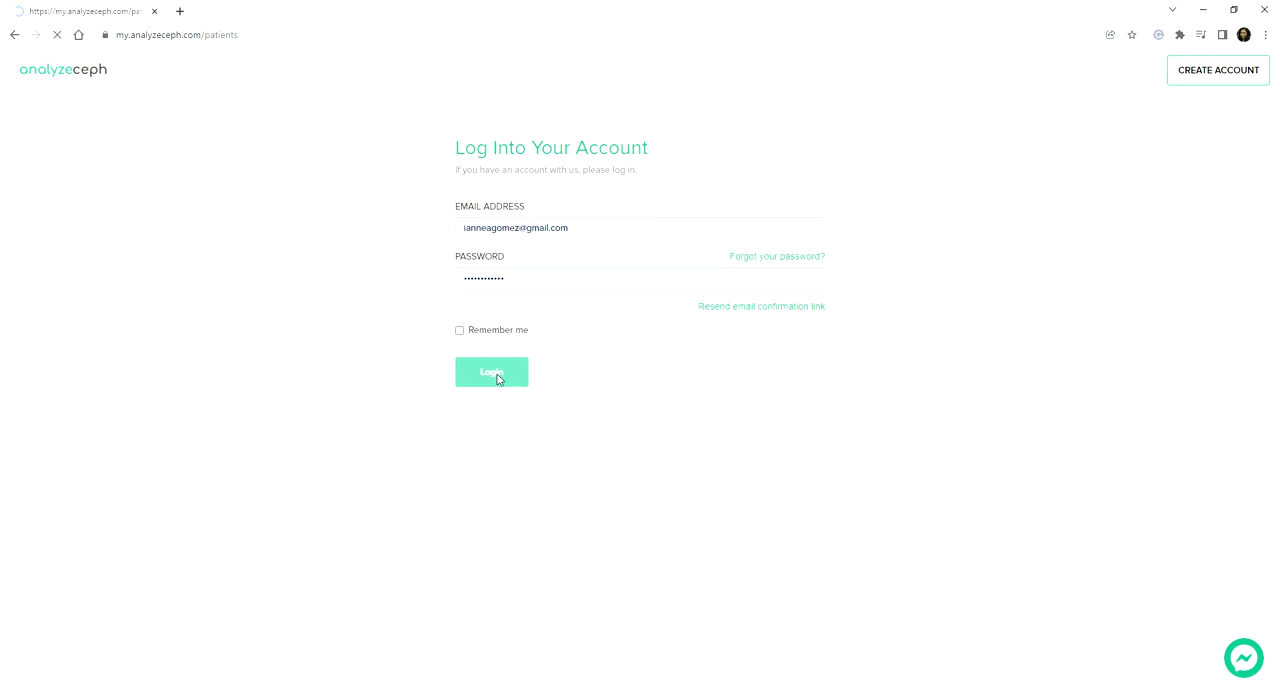 https://my.analyzeceph.com/pa
my.analyzeceph.com/patients
analyzeceph
CREATE ACCOUNT
Log Into Your Account
If you have an account with us, please log in.
EMAIL ADDRESS
ianneagomez@gmail.com
PASSWORD
Forgot your password?
••••••••••••
Resend email confirmation link
Remember me
Login